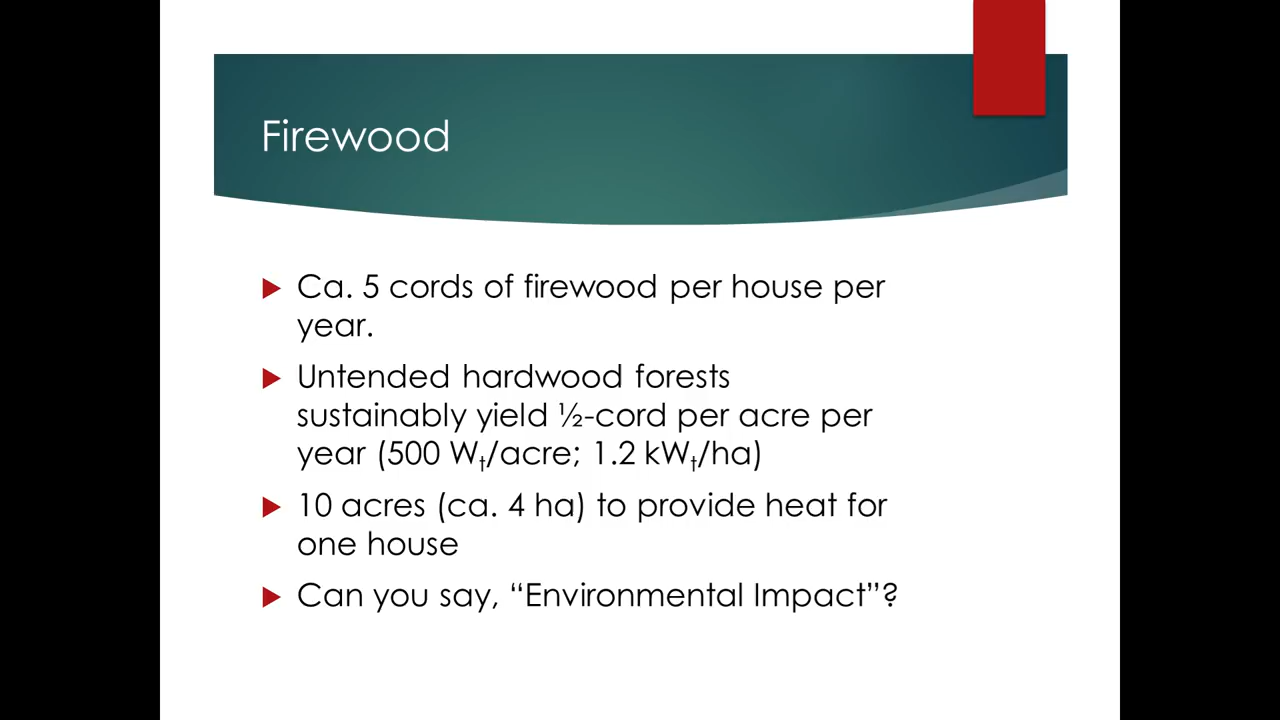 Firewood
Ca. 5 cords of firewood per house per
year.
Untended hardwood forests
sustainably yield ½-cord per acre per
year (500 Wt/acre; 1.2 kWt/ha)
10 acres (ca. 4 ha) to provide heat for
one house
Can you say, “Environmental Impact”?